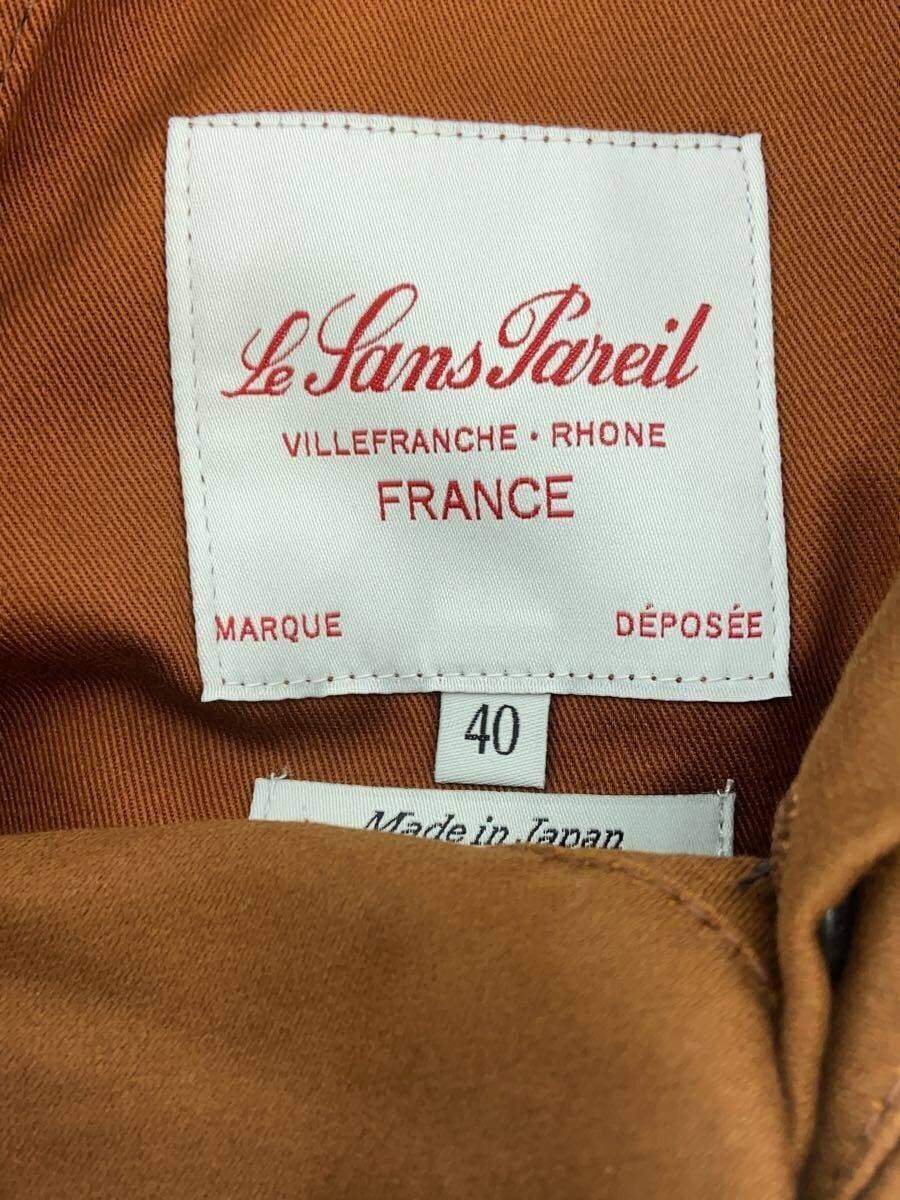 Le Sans Pareil
VILLEFRANCHE · RHONE
FRANCE
MARQUE DÉPOSÉE
40
Made in Japan